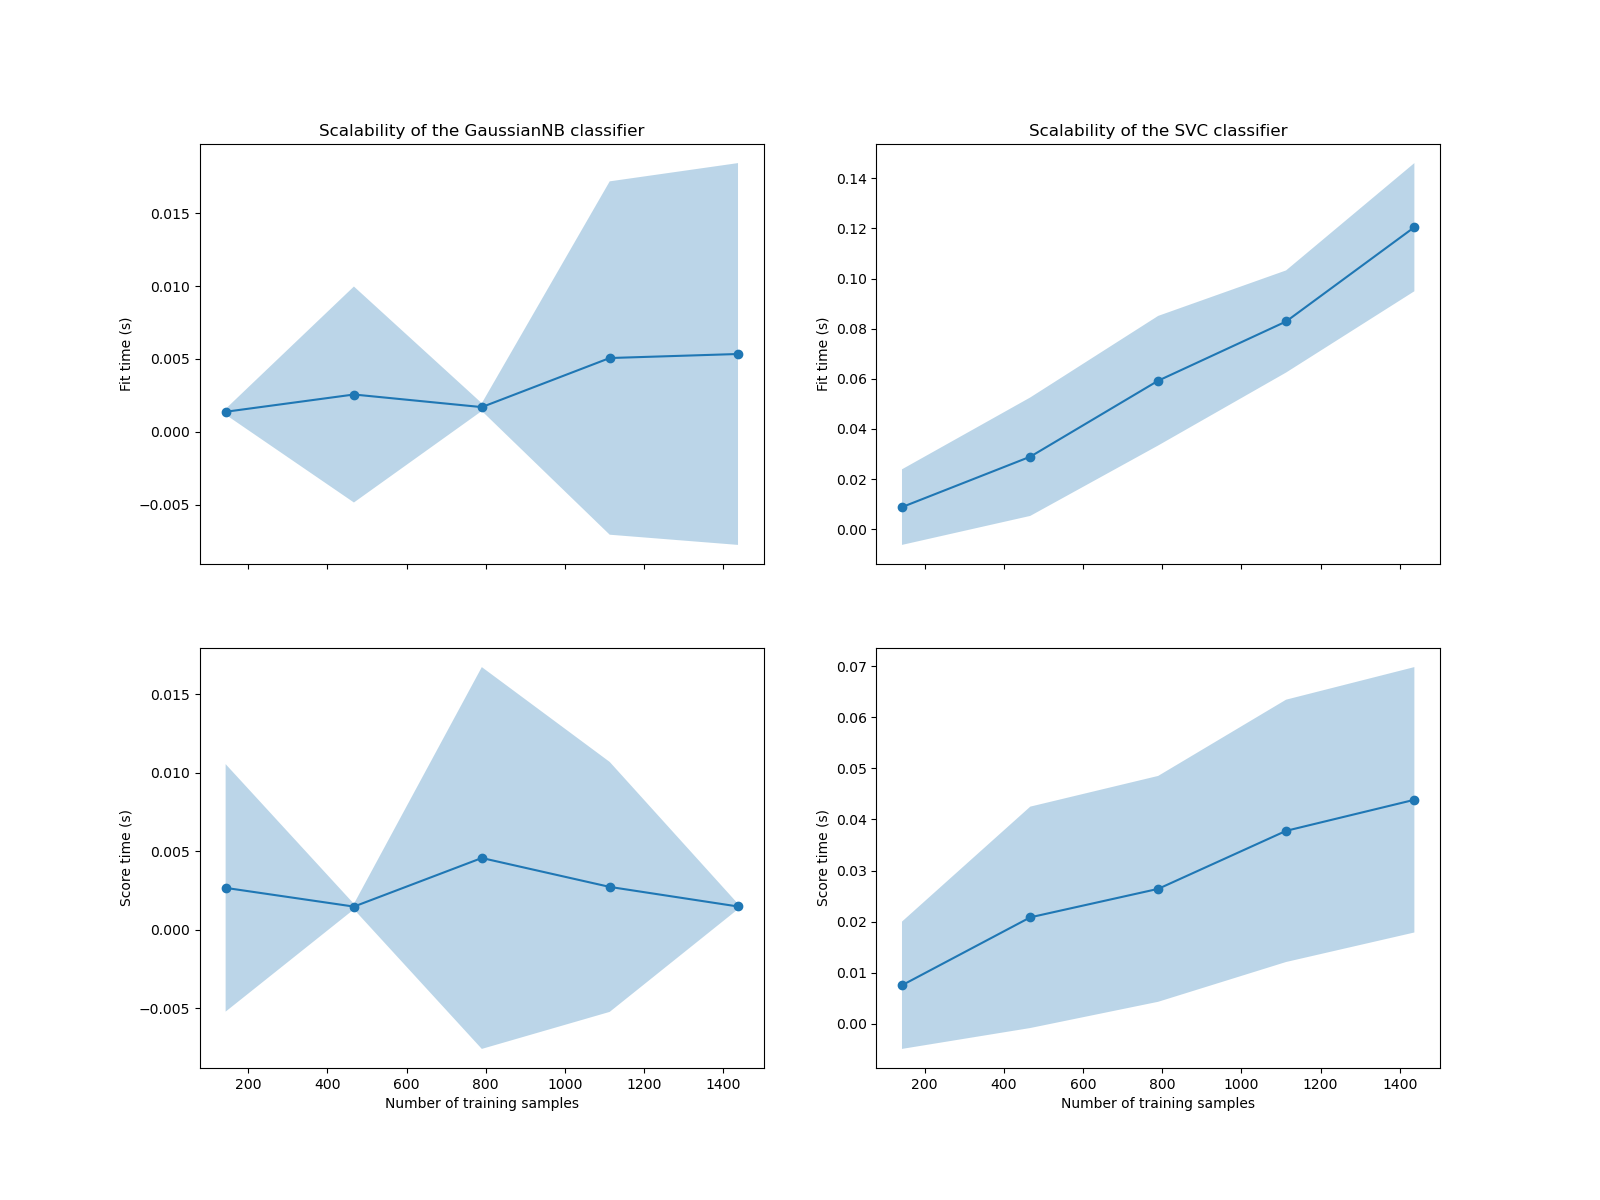 Scalability of the GaussianNB classifier
Fit time (s)
0.015
0.010
0.005
0.000
−0.005
Scalability of the SVC classifier
Fit time (s)
0.14
0.12
0.10
0.08
0.06
0.04
0.02
0.00
Score time (s)
0.015
0.010
0.005
0.000
−0.005
200 400 600 800 1000 1200 1400
Number of training samples
Score time (s)
0.07
0.06
0.05
0.04
0.03
0.02
0.01
0.00
200 400 600 800 1000 1200 1400
Number of training samples